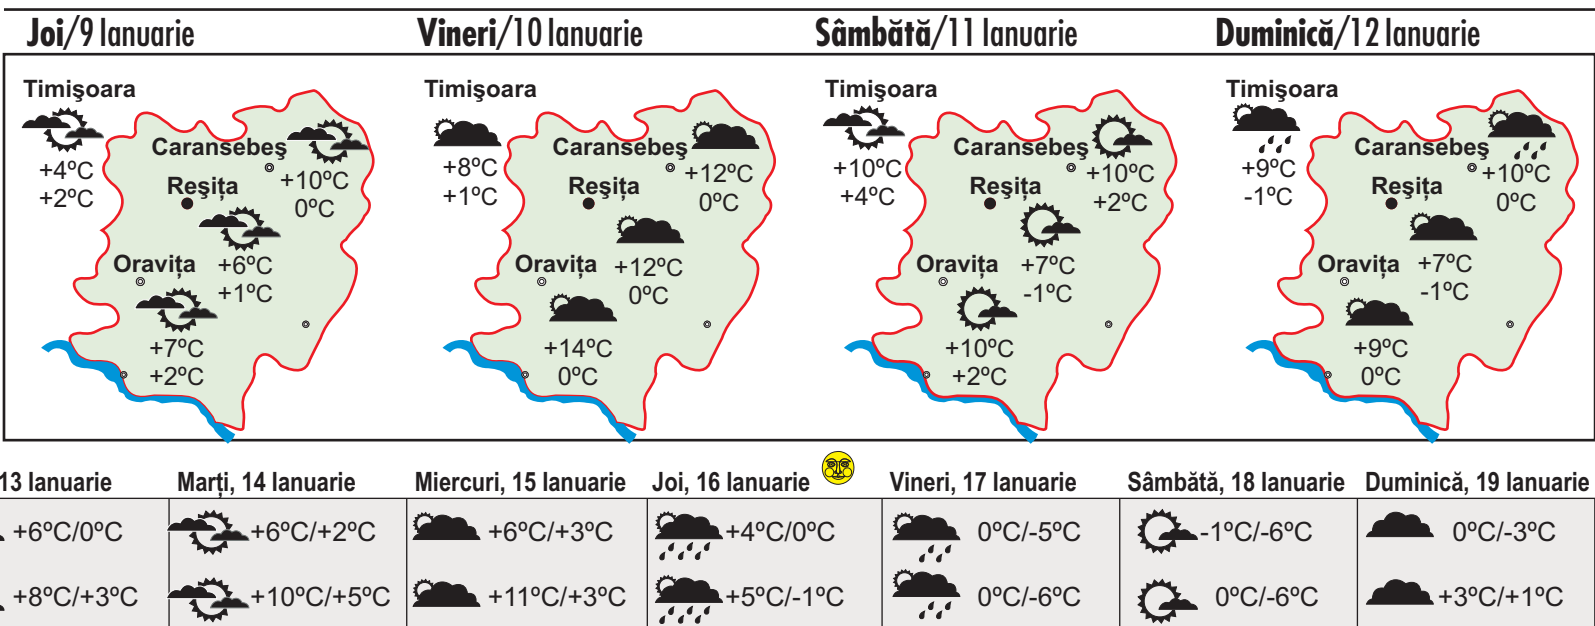 Joi/9 Ianuarie
Vineri/10 Ianuarie
Sâmbătă/11 Ianuarie
Duminică/12 Ianuarie
Timişoara
+4ºC
+2ºC
Caransebeş
+10ºC
0ºC
Reşiţa
+6ºC
+1ºC
Oraviţa
+7ºC
+2ºC
Timişoara
+8ºC
+1ºC
Caransebeş
+12ºC
0ºC
Reşiţa
+12ºC
0ºC
Oraviţa
+14ºC
0ºC
Timişoara
+10ºC
+4ºC
Caransebeş
+10ºC
+2ºC
Reşiţa
+7ºC
-1ºC
Oraviţa
+10ºC
+2ºC
Timişoara
+9ºC
-1ºC
Caransebeş
+10ºC
0ºC
Reşiţa
+7ºC
-1ºC
Oraviţa
+9ºC
0ºC
13 Ianuarie
Marţi, 14 Ianuarie
Miercuri, 15 Ianuarie
Joi, 16 Ianuarie
Vineri, 17 Ianuarie
Sâmbătă, 18 Ianuarie
Duminică, 19 Ianuarie
+6ºC/0ºC
+6ºC/+2ºC
+6ºC/+3ºC
+4ºC/0ºC
0ºC/-5ºC
-1ºC/-6ºC
0ºC/-3ºC
+8ºC/+3ºC
+10ºC/+5ºC
+11ºC/+3ºC
+5ºC/-1ºC
0ºC/-6ºC
0ºC/-6ºC
+3ºC/+1ºC